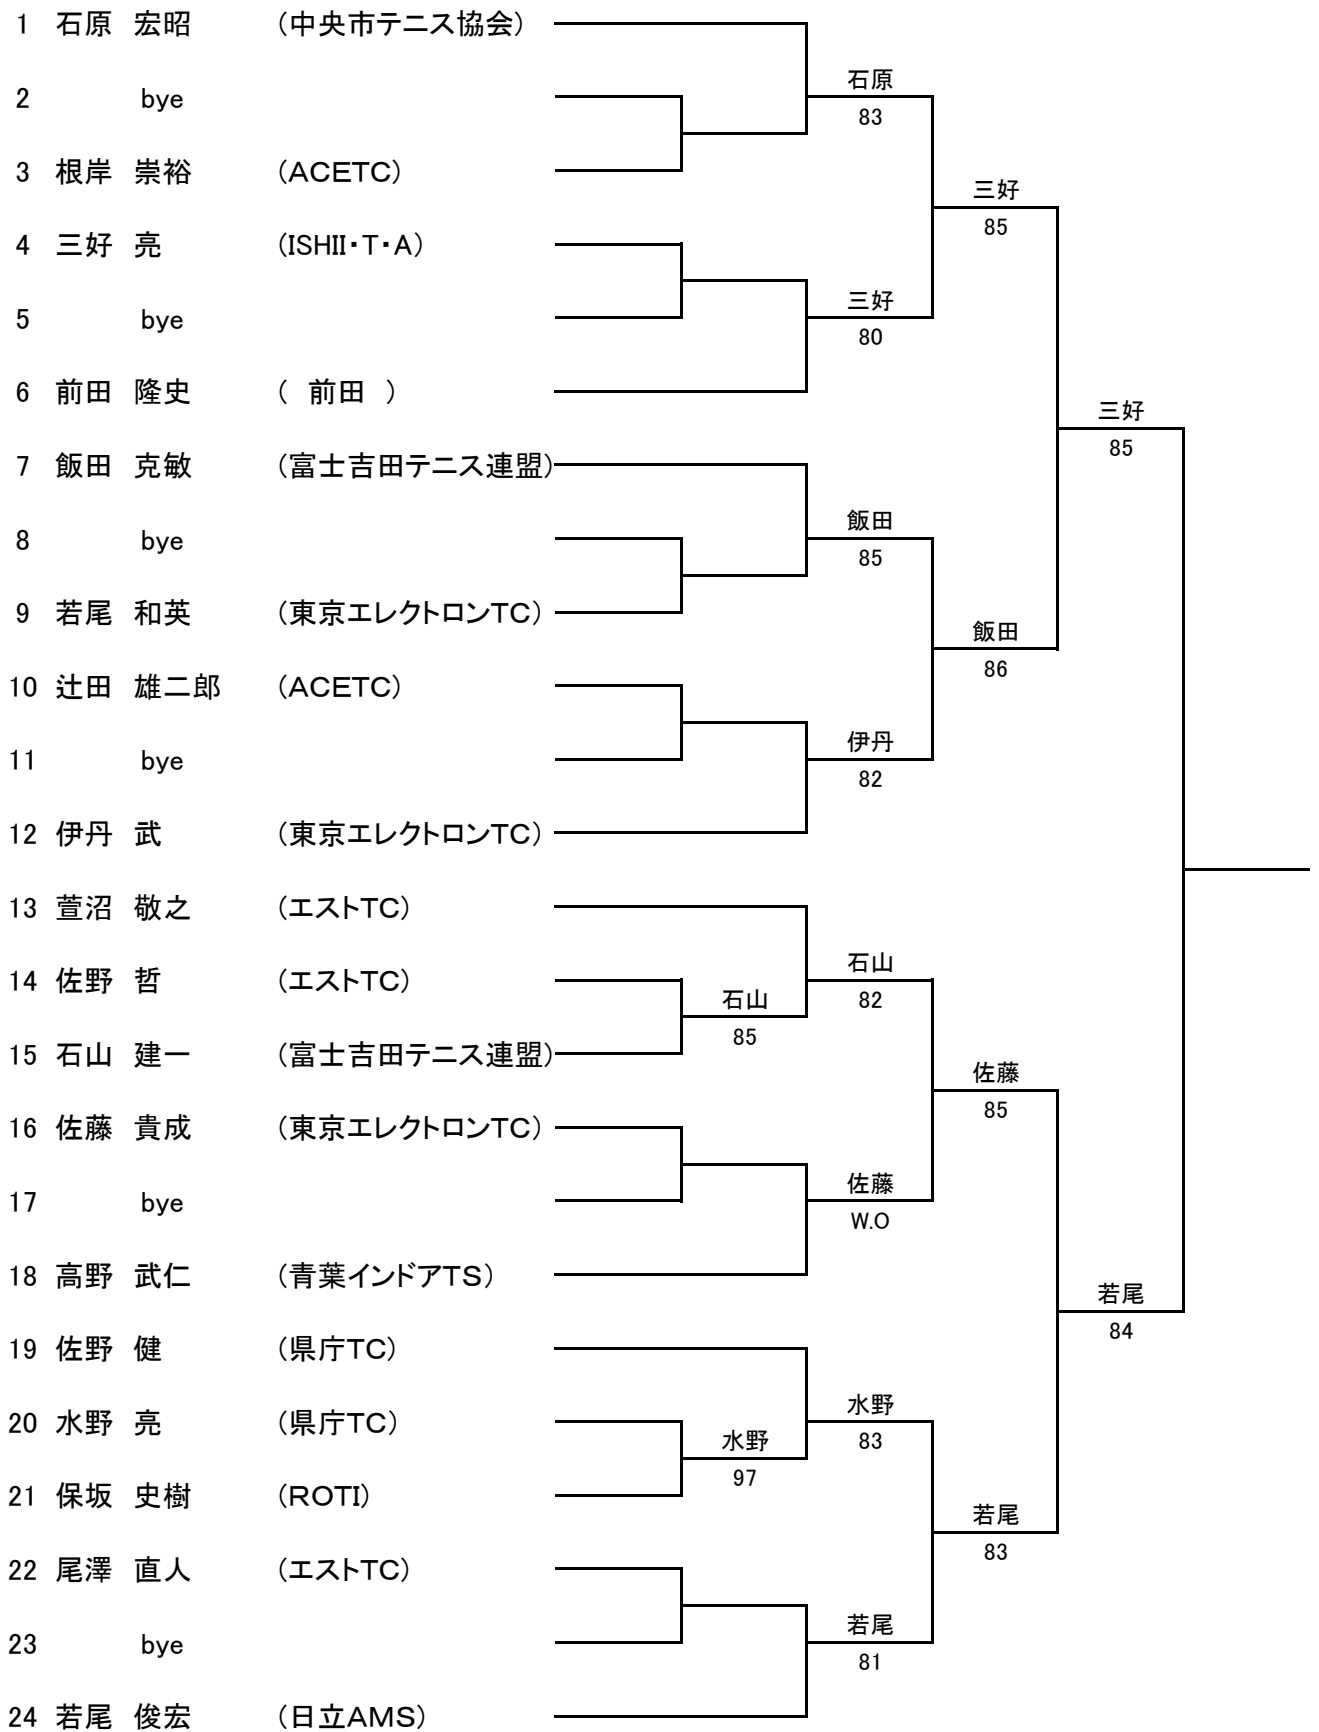 1 石原 宏昭 (中央市テニス協会)
石原
2 bye
83
3 根岸 崇裕 (ACETC)
三好
85
4 三好 亮 (ISHII・T・A)
三好
5 bye
80
6 前田 隆史 ( 前田 )
三好
85
7 飯田 克敏 (富士吉田テニス連盟)
飯田
8 bye
85
9 若尾 和英 (東京エレクトロンTC)
飯田
86
10 辻田 雄二郎 (ACETC)
伊丹
11 bye
82
12 伊丹 武 (東京エレクトロンTC)
13 萱沼 敬之 (エストTC)
石山
14 佐野 哲 (エストTC)
石山 82
85
15 石山 建一 (富士吉田テニス連盟)
佐藤
85
16 佐藤 貴成 (東京エレクトロンTC)
佐藤
17 bye
W.O
18 高野 武仁 (青葉インドアTS)
若尾
84
19 佐野 健 (県庁TC)
水野
20 水野 亮 (県庁TC)
水野 83
97
21 保坂 史樹 (ROTI)
若尾
83
22 尾澤 直人 (エストTC)
若尾
23 bye
81
24 若尾 俊宏 (日立AMS)